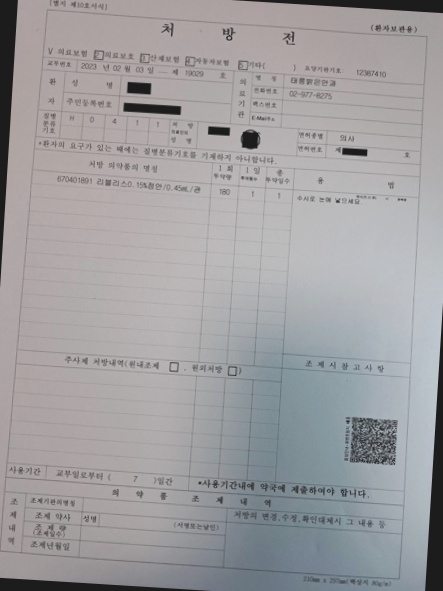 [별지 제10호서식]
처 방 전
(환자보관용)
V 의료보험 2 의료보호 3 산재보험 4 자동차보험 5 기타( ) 요양기관기호: 12387410
교부번호 2023 년 02 월 03 일 — 제 19029 호
환 자
성 명
주민등록번호
의 료 기 관
명 칭
전화번호 02-977-8275
팩스번호
E-Mail주소
질병 분류 기호
H 0 4 1 1
처 방 의료인의 성 명
면허종별 의사
면허번호 제 호
*환자의 요구가 있는 때에는 질병분류기호를 기재하지 아니합니다.
처방 의약품의 명칭
1 회 투약량
1 일 투여횟수
총 투약일수
용 법
670401891 리블리스0.15%점안/0.45mL/관 180 1 1
수시로 눈에 넣으세요
주사제 처방내역(원내조제 □ , 원외처방 □)
조 제 시 참 고 사 항
사용기간 교부일로부터 ( 7 )일간
*사용기간내에 약국에 제출하여야 합니다.
의 약 품 조 제 내 역
조 제 내 역
조제기관의명칭
조제 약사 성명 (서명또는날인)
조 제 량 (조제일수)
조제년월일
처방의 변경,수정,확인대체시 그 내용 등
210mm x 297mm(백상지 80g/㎡)